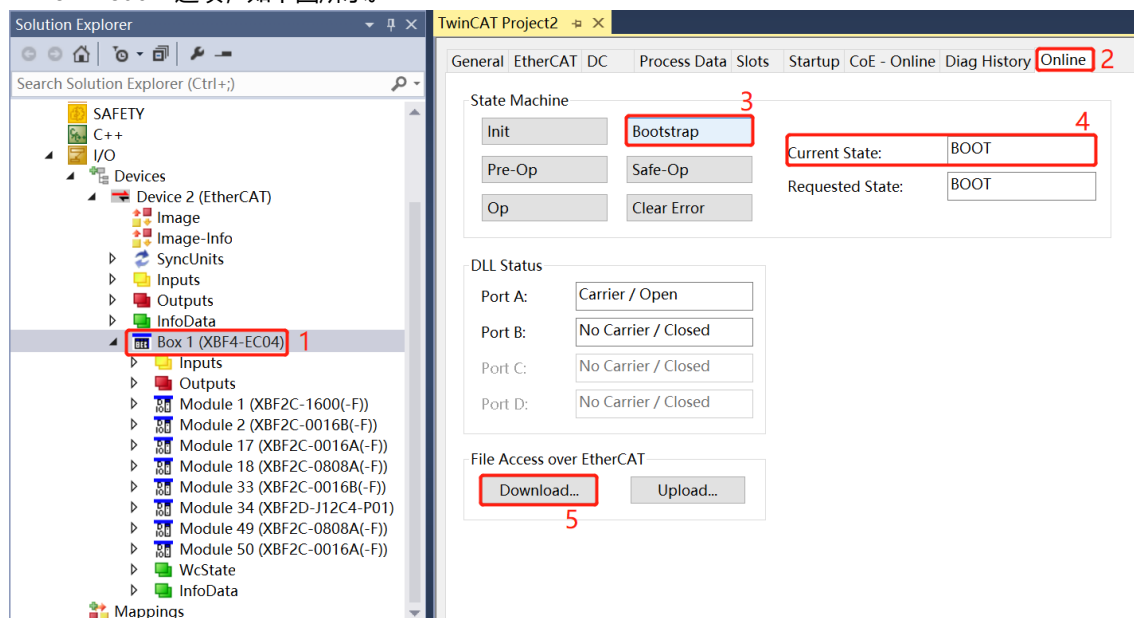 Solution Explorer
Search Solution Explorer (Ctrl+;)
SAFETY
C++
I/O
Devices
Device 2 (EtherCAT)
Image
Image-Info
SyncUnits
Inputs
Outputs
InfoData
Box 1 (XBF4-EC04) 1
Inputs
Outputs
Module 1 (XBF2C-1600(-F))
Module 2 (XBF2C-0016B(-F))
Module 17 (XBF2C-0016A(-F))
Module 18 (XBF2C-0808A(-F))
Module 33 (XBF2C-0016B(-F))
Module 34 (XBF2D-J12C4-P01)
Module 49 (XBF2C-0808A(-F))
Module 50 (XBF2C-0016A(-F))
WcState
InfoData
Mappings
TwinCAT Project2
General EtherCAT DC Process Data Slots Startup CoE - Online Diag History Online 2
State Machine
3
Init Bootstrap
4
Current State: BOOT
Pre-Op Safe-Op
Requested State: BOOT
Op Clear Error
DLL Status
Port A: Carrier / Open
Port B: No Carrier / Closed
Port C: No Carrier / Closed
Port D: No Carrier / Closed
File Access over EtherCAT
Download... Upload...
5